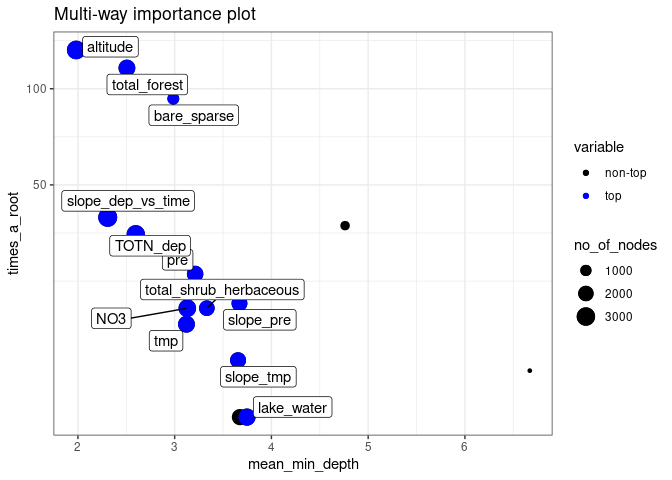 Multi-way importance plot
altitude
total_forest
100
bare_sparse
variable
non-top
top
50
slope_dep_vs_time
times_a_root
TOTN_dep
pre
no_of_nodes
1000
total_shrub_herbaceous
2000
NO3
slope_pre
3000
tmp
slope_tmp
lake_water
2 3 4 5 6
mean_min_depth